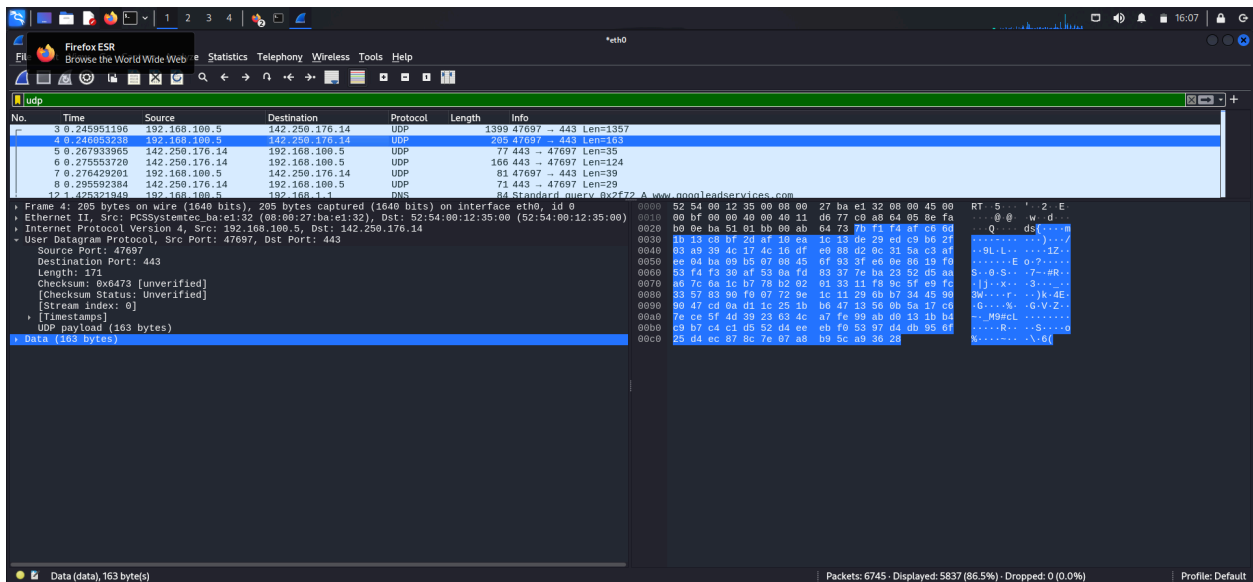 1 2 3 4 16:07
*eth0
Firefox ESR
Browse the World Wide Web
Statistics Telephony Wireless Tools Help
udp
No. Time Source Destination Protocol Length Info
3 0.245951196 192.168.100.5 142.250.176.14 UDP 1399 47697 → 443 Len=1357
4 0.246053238 192.168.100.5 142.250.176.14 UDP 205 47697 → 443 Len=163
5 0.267933965 142.250.176.14 192.168.100.5 UDP 77 443 → 47697 Len=35
6 0.275553720 142.250.176.14 192.168.100.5 UDP 166 443 → 47697 Len=124
7 0.276429201 192.168.100.5 142.250.176.14 UDP 81 47697 → 443 Len=39
8 0.295592384 142.250.176.14 192.168.100.5 UDP 71 443 → 47697 Len=29
12 1.425321949 192.168.100.5 192.168.1.1 DNS 84 Standard query 0x2f72 A www.googleadservices.com
Frame 4: 205 bytes on wire (1640 bits), 205 bytes captured (1640 bits) on interface eth0, id 0
Ethernet II, Src: PCSSystemtec_ba:e1:32 (08:00:27:ba:e1:32), Dst: 52:54:00:12:35:00 (52:54:00:12:35:00)
Internet Protocol Version 4, Src: 192.168.100.5, Dst: 142.250.176.14
User Datagram Protocol, Src Port: 47697, Dst Port: 443
Source Port: 47697
Destination Port: 443
Length: 171
Checksum: 0x6473 [unverified]
[Checksum Status: Unverified]
[Stream index: 0]
[Timestamps]
UDP payload (163 bytes)
Data (163 bytes)
0000 52 54 00 12 35 00 08 00 27 ba e1 32 08 00 45 00 RT··5···'··2··E·
0010 00 bf 00 00 40 00 40 11 d6 77 c0 a8 64 05 8e fa ····@·@··w··d···
0020 b0 0e ba 51 01 bb 00 ab 64 73 7b f1 f4 af c6 6d ···Q····ds{····m
0030 1b 13 c8 bf 2d af 10 ea 1c 13 de 29 ed c9 b6 2f
0040 03 a9 39 4c 17 4c 16 df e0 88 d2 0c 31 5a c3 af
0050 ee 04 ba 09 b5 07 08 45 6f 93 3f e6 0e 86 19 f0
0060 53 f4 f3 30 af 53 0a fd 83 37 7e ba 23 52 d5 aa
0070 a6 7c 6a 1c b7 78 b2 02 01 33 11 f8 9c 5f e9 fc
0080 33 57 83 90 f0 07 72 9e 1c 11 29 6b b7 34 45 90
0090 90 47 cd 0a d1 1c 25 1b b6 47 13 56 0b 5a 17 c6
00a0 7e ce 5f 4d 39 23 63 4c a7 fe 99 ab d0 13 1b b4
00b0 c9 b7 c4 c1 d5 52 d4 ee eb f0 53 97 d4 db 95 6f
00c0 25 d4 ec 87 8c 7e 07 a8 b9 5c a9 36 28
Data (data), 163 byte(s) Packets: 6745 · Displayed: 5837 (86.5%) · Dropped: 0 (0.0%) Profile: Default